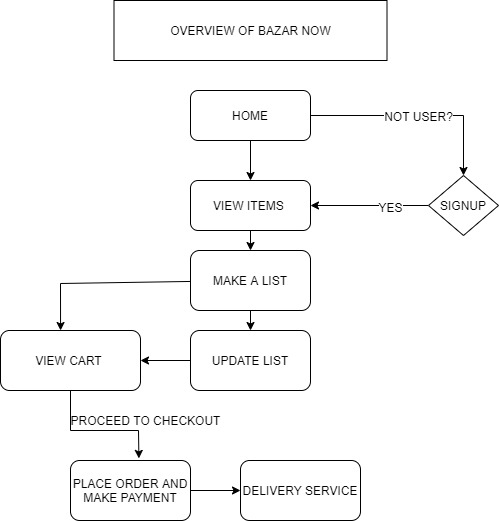 OVERVIEW OF BAZAR NOW
HOME
NOT USER?
VIEW ITEMS
YES
SIGNUP
MAKE A LIST
VIEW CART
UPDATE LIST
PROCEED TO CHECKOUT
PLACE ORDER AND
MAKE PAYMENT
DELIVERY SERVICE